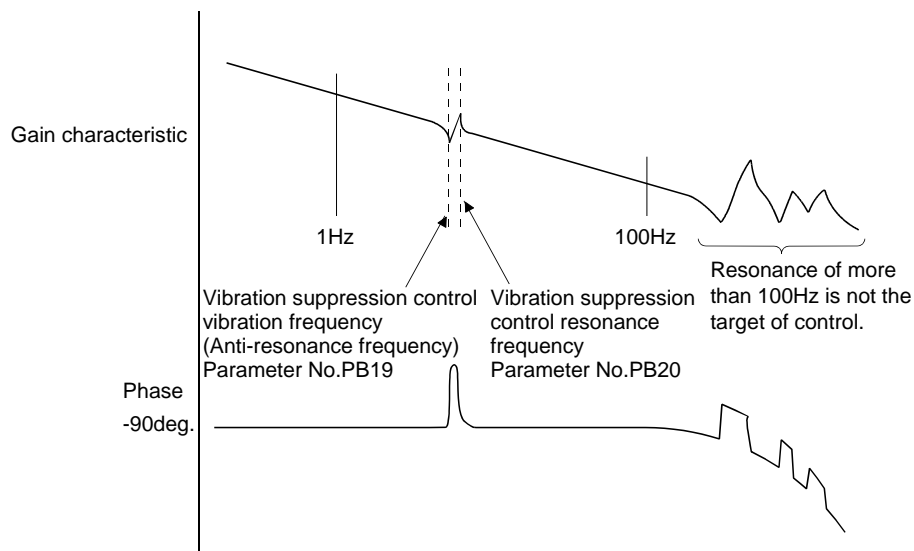 Gain characteristic
1Hz
100Hz
Resonance of more
than 100Hz is not the
target of control.
Vibration suppression control
vibration frequency
(Anti-resonance frequency)
Parameter No.PB19
Vibration suppression
control resonance
frequency
Parameter No.PB20
Phase
-90deg.